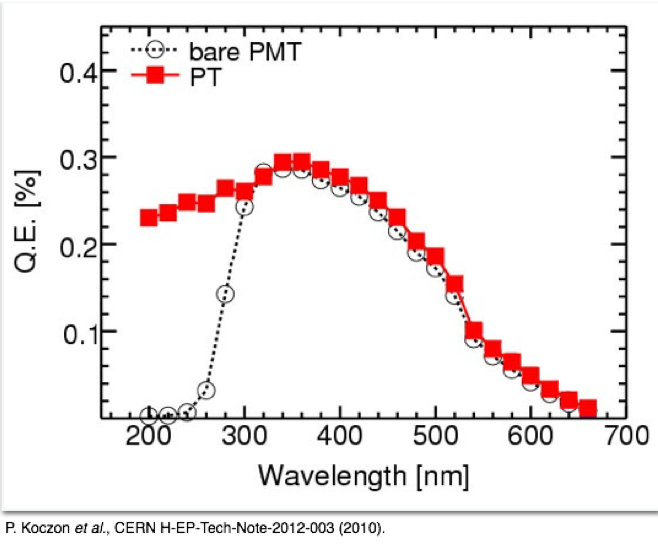 bare PMT
PT
0.4
0.3
0.2
0.1
Q.E. [%]
200 300 400 500 600 700
Wavelength [nm]
P. Koczon et al., CERN H-EP-Tech-Note-2012-003 (2010).